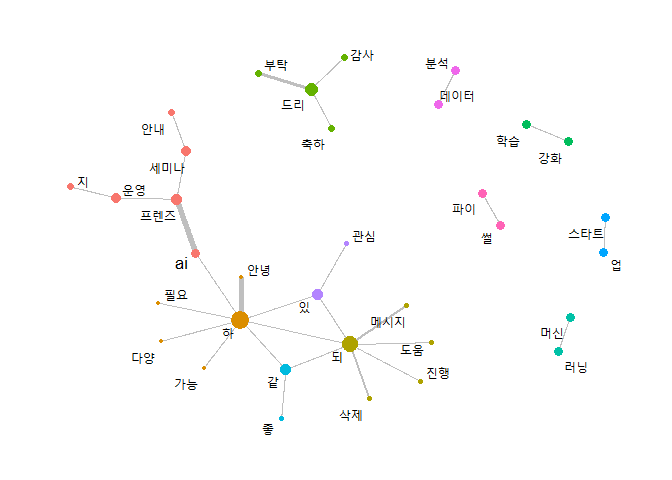 부탁
감사
드리
축하
분석
데이터
학습
강화
안내
세미나
지
운영
프렌즈
ai
파이
썰
스타트
업
관심
안녕
필요
있
메시지
하
머신
러닝
다양
되
도움
가능
같
진행
삭제
좋